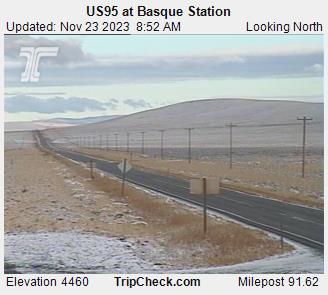 US95 at Basque Station
Updated: Nov 23 2023 8:52 AM Looking North
Elevation 4460 TripCheck.com Milepost 91.62